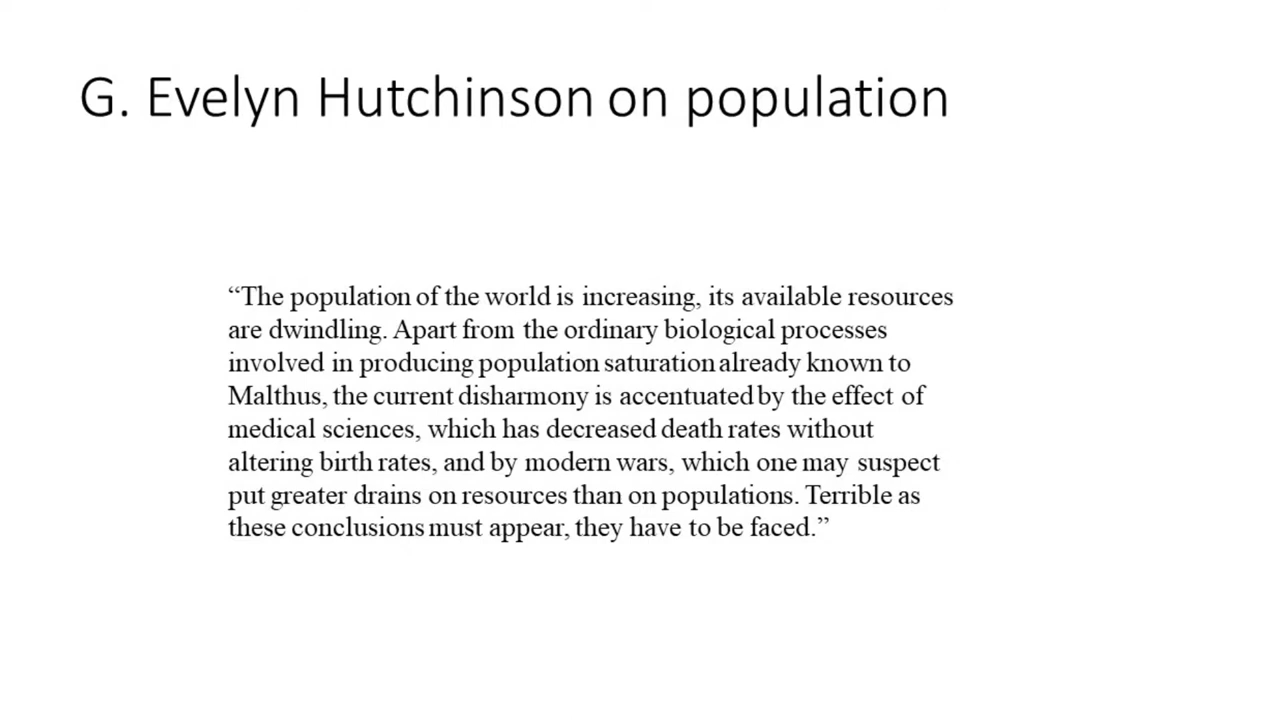 G. Evelyn Hutchinson on population
“The population of the world is increasing, its available resources
are dwindling. Apart from the ordinary biological processes
involved in producing population saturation already known to
Malthus, the current disharmony is accentuated by the effect of
medical sciences, which has decreased death rates without
altering birth rates, and by modern wars, which one may suspect
put greater drains on resources than on populations. Terrible as
these conclusions must appear, they have to be faced.”